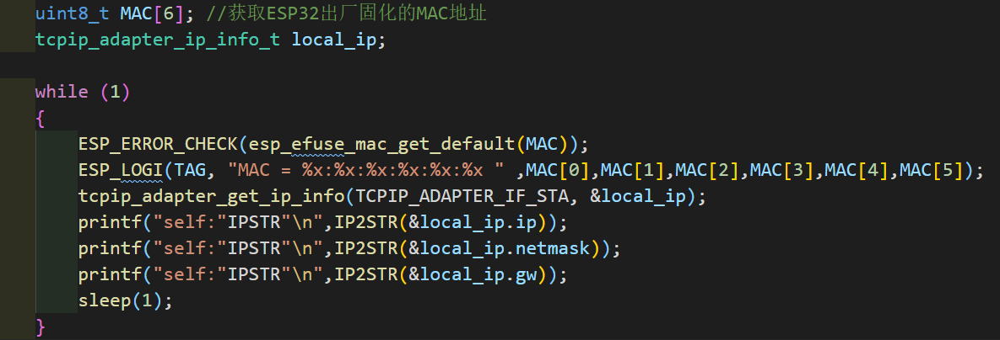 uint8_t MAC[6]; //获取ESP32出厂固化的MAC地址
tcpip_adapter_ip_info_t local_ip;
while (1)
{
ESP_ERROR_CHECK(esp_efuse_mac_get_default(MAC));
ESP_LOGI(TAG, "MAC = %x:%x:%x:%x:%x:%x " ,MAC[0],MAC[1],MAC[2],MAC[3],MAC[4],MAC[5]);
tcpip_adapter_get_ip_info(TCPIP_ADAPTER_IF_STA, &local_ip);
printf("self:"IPSTR"\n",IP2STR(&local_ip.ip));
printf("self:"IPSTR"\n",IP2STR(&local_ip.netmask));
printf("self:"IPSTR"\n",IP2STR(&local_ip.gw));
sleep(1);
}